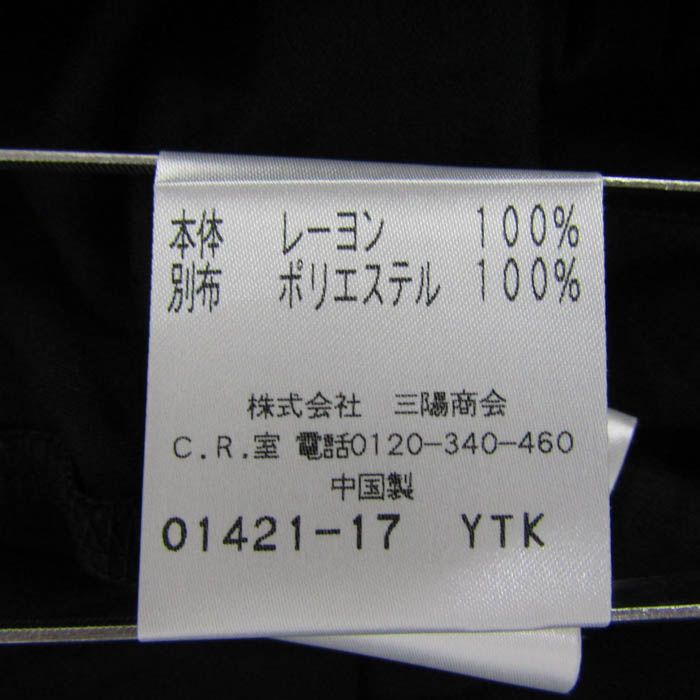 本体 レーヨン 100%
別布 ポリエステル 100%
株式会社 三陽商会
C.R.室 電話0120-340-460
中国製
01421-17 YTK